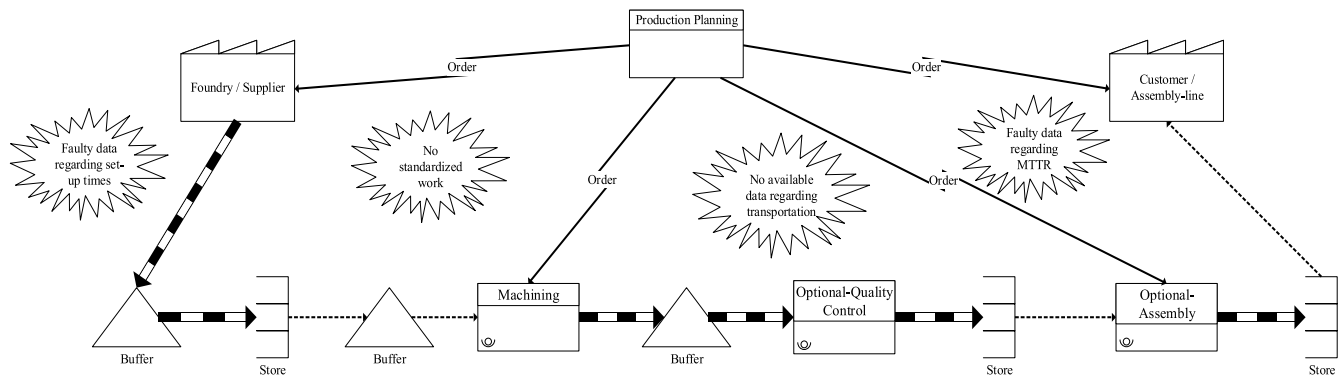 Production Planning
Foundry / Supplier
Order
Order
Customer /
Assembly-line
Faulty data
regarding set-
up times
No
standardized
work
Order
No available
data regarding
transportation
Order
Faulty data
regarding
MTTR
Buffer
Store
Buffer
Machining
Buffer
Optional-Quality
Control
Store
Optional-
Assembly
Store